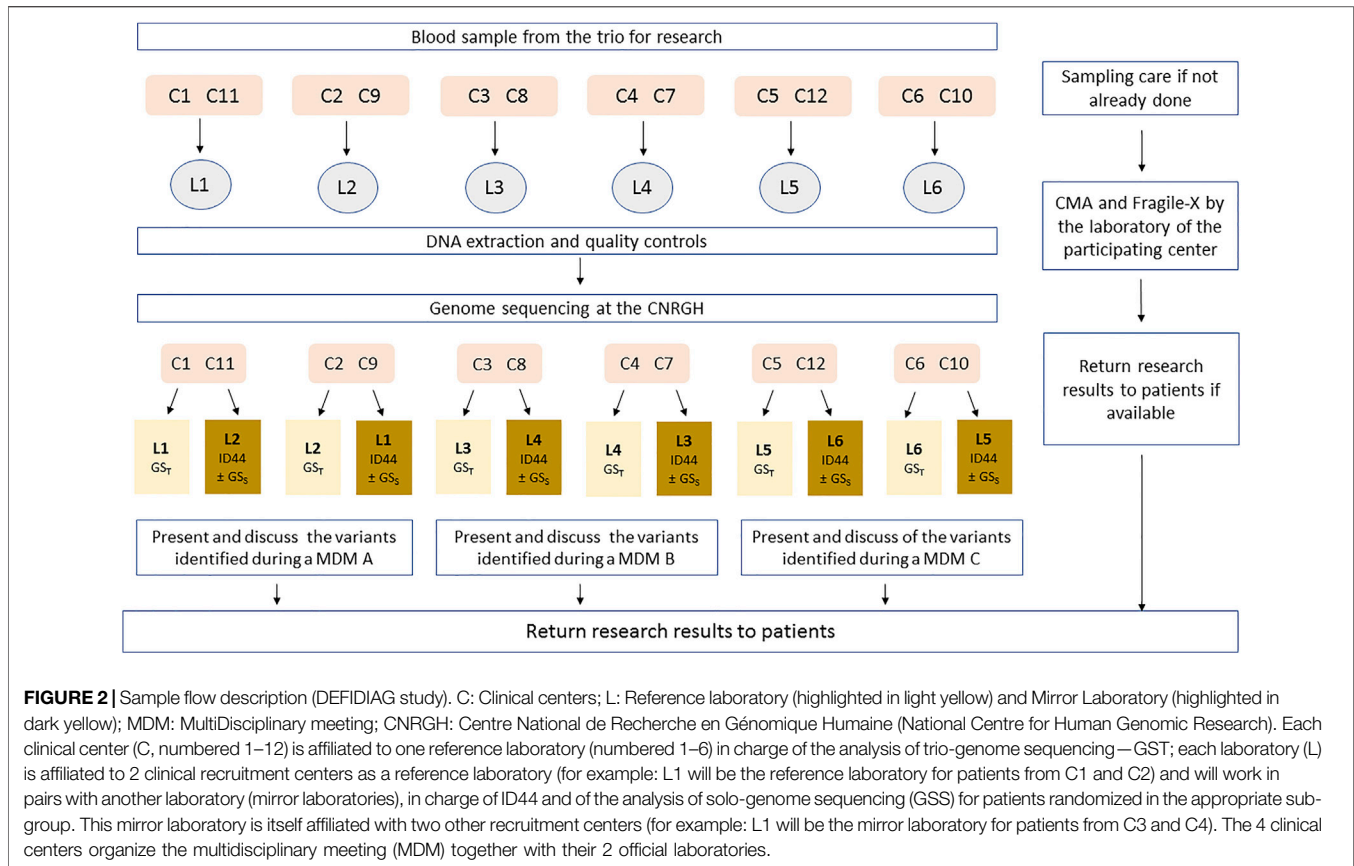 Blood sample from the trio for research
C1 C11
C2 C9
C3 C8
C4 C7
C5 C12
C6 C10
L1
L2
L3
L4
L5
L6
DNA extraction and quality controls
Genome sequencing at the CNRGH
C1 C11
C2 C9
C3 C8
C4 C7
C5 C12
C6 C10
L1
GST
L2
ID44
± GSS
L2
GST
L1
ID44
± GSS
L3
GST
L4
ID44
± GSS
L4
GST
L3
ID44
± GSS
L5
GST
L6
ID44
± GSS
L6
GST
L5
ID44
± GSS
Present and discuss the variants
identified during a MDM A
Present and discuss the variants
identified during a MDM B
Present and discuss of the variants
identified during a MDM C
Return research results to patients
Sampling care if not
already done
CMA and Fragile-X by
the laboratory of the
participating center
Return research
results to patients if
available
FIGURE 2 | Sample flow description (DEFIDIAG study). C: Clinical centers; L: Reference laboratory (highlighted in light yellow) and Mirror Laboratory (highlighted in
dark yellow); MDM: MultiDisciplinary meeting; CNRGH: Centre National de Recherche en Génomique Humaine (National Centre for Human Genomic Research). Each
clinical center (C, numbered 1–12) is affiliated to one reference laboratory (numbered 1–6) in charge of the analysis of trio-genome sequencing—GST; each laboratory (L)
is affiliated to 2 clinical recruitment centers as a reference laboratory (for example: L1 will be the reference laboratory for patients from C1 and C2) and will work in
pairs with another laboratory (mirror laboratories), in charge of ID44 and of the analysis of solo-genome sequencing (GSS) for patients randomized in the appropriate sub-
group. This mirror laboratory is itself affiliated with two other recruitment centers (for example: L1 will be the mirror laboratory for patients from C3 and C4). The 4 clinical
centers organize the multidisciplinary meeting (MDM) together with their 2 official laboratories.